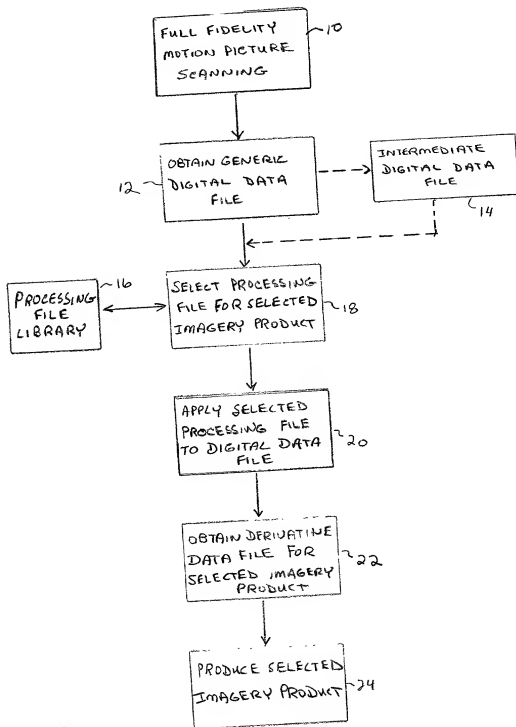 FULL FIDELITY
MOTION PICTURE
SCANNING
10
OBTAIN GENERIC
DIGITAL DATA
FILE
12
INTERMEDIATE
DIGITAL DATA
FILE
14
PROCESSING
FILE
LIBRARY
16
SELECT PROCESSING
FILE FOR SELECTED
IMAGERY PRODUCT
18
APPLY SELECTED
PROCESSING FILE
TO DIGITAL DATA
FILE
20
OBTAIN DERIVATINE
DATA FILE FOR
SELECTED IMAGERY
PRODUCT
22
PRODUCE SELECTED
IMAGERY PRODUCT
24